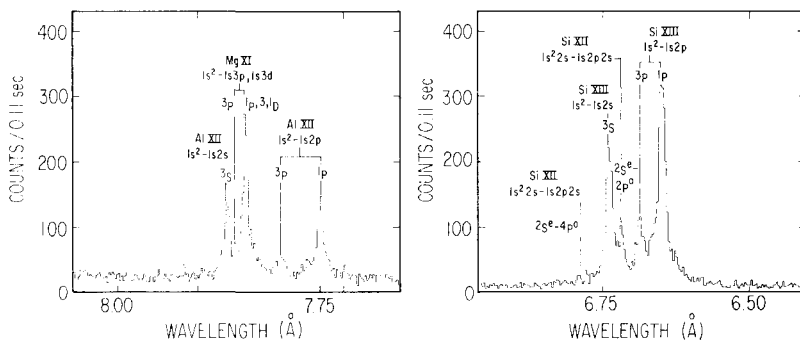 400
300
200
100
0
COUNTS/0.11 sec
Mg XI
1s²-1s3p,1s3d
3p
1p,3,1D
Al XII
1s²-1s2s
3S
Al XII
1s²-1s2p
3p
1p
8.00
7.75
WAVELENGTH (Å)
400
300
200
100
0
COUNTS/0.11 sec
Si XIII
1s²-1s2p
Si XII
1s²2s-1s2p2s
3p
1p
Si XIII
1s²-1s2s
3S
2Sᵉ-
2pᵒ
Si XII
1s²2s-1s2p2s
2Sᵉ-4pᵒ
6.75
6.50
WAVELENGTH (Å)